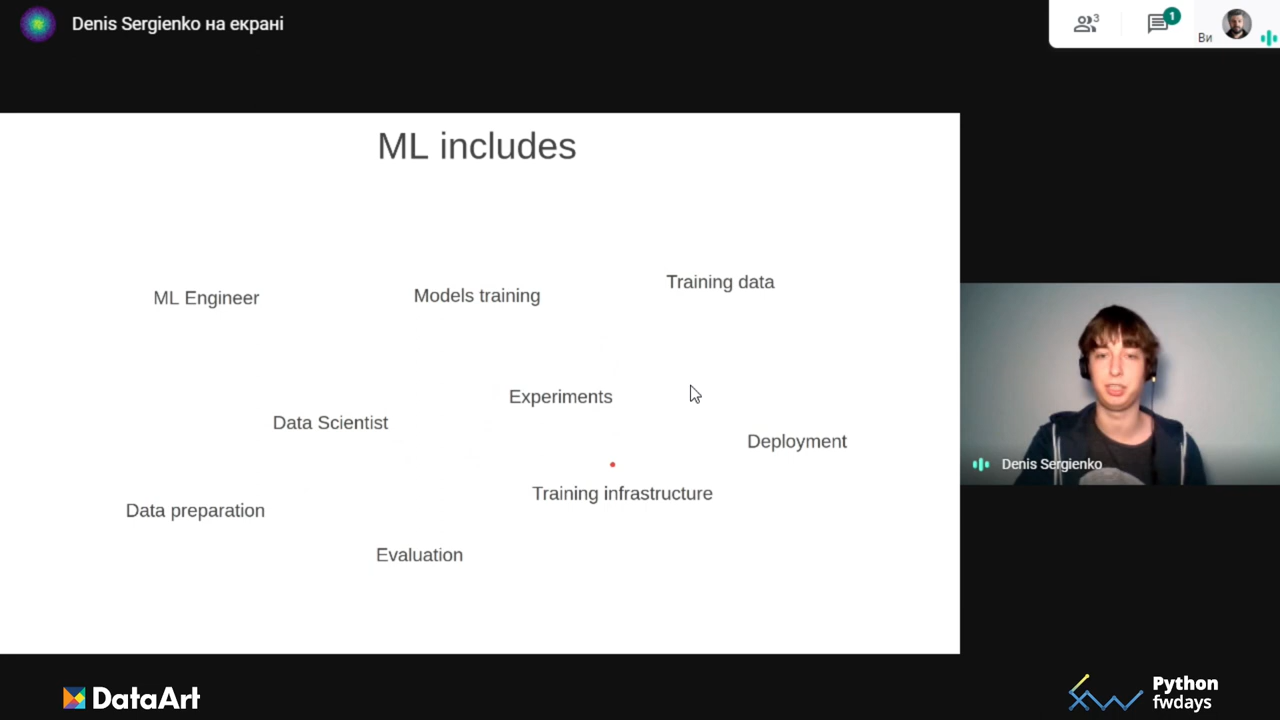 Denis Sergienko на екрані
3
1
Ви
ML includes
Training data
ML Engineer
Models training
Experiments
Data Scientist
Deployment
Denis Sergienko
Training infrastructure
Data preparation
Evaluation
DataArt
Python
fwdays